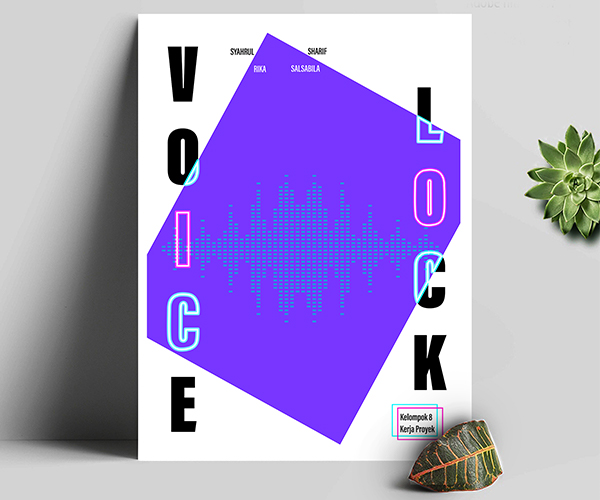 SYAHRUL SHARIF
RIKA SALSABILA
VOICE
LOCK
Kelompok 8
Kerja Proyek